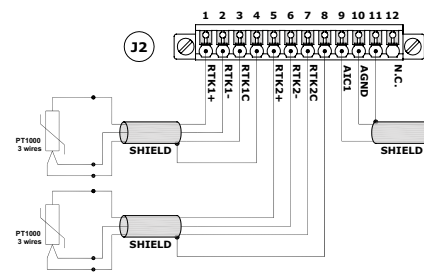 1 2 3 4 5 6 7 8 9 10 11 12
J2
RTK1+
RTK1-
RTK1C
RTK2+
RTK2-
RTK2C
AIC1
AGND
N.C.
PT1000
3 wires
SHIELD
SHIELD
PT1000
3 wires
SHIELD